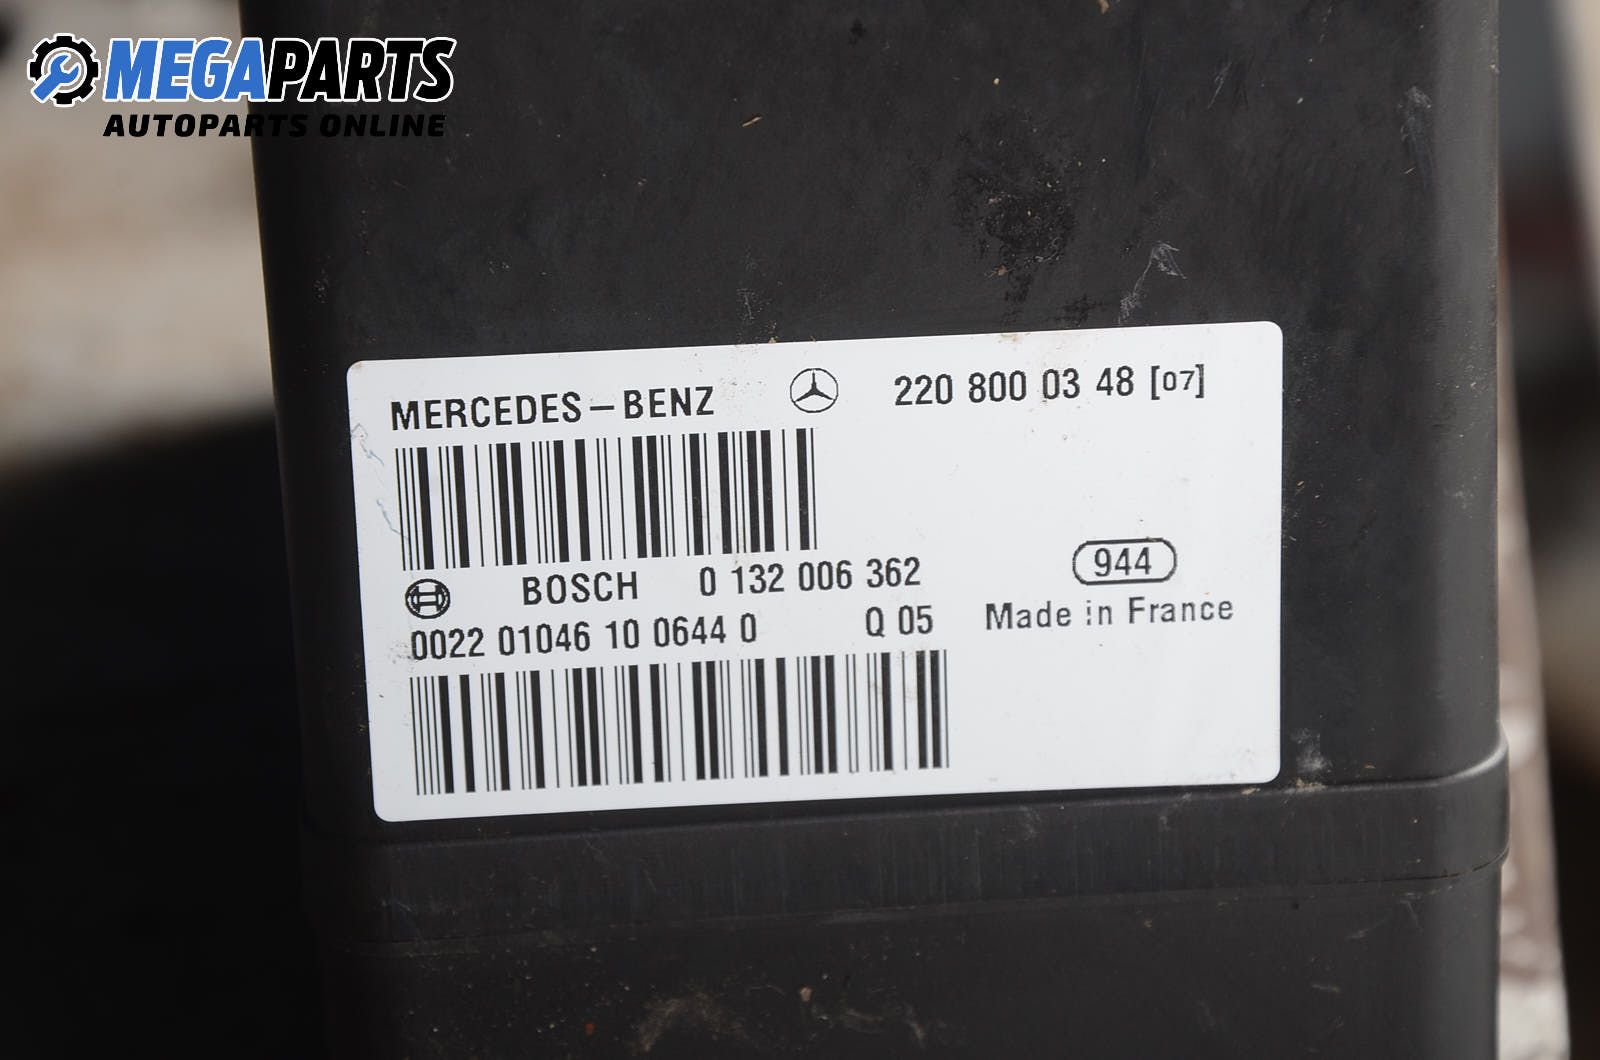 MEGAPARTS
AUTOPARTS ONLINE
MERCEDES-BENZ 220 800 03 48 [07]
BOSCH 0 132 006 362
944
0022 01046 10 0644 0 Q 05 Made in France